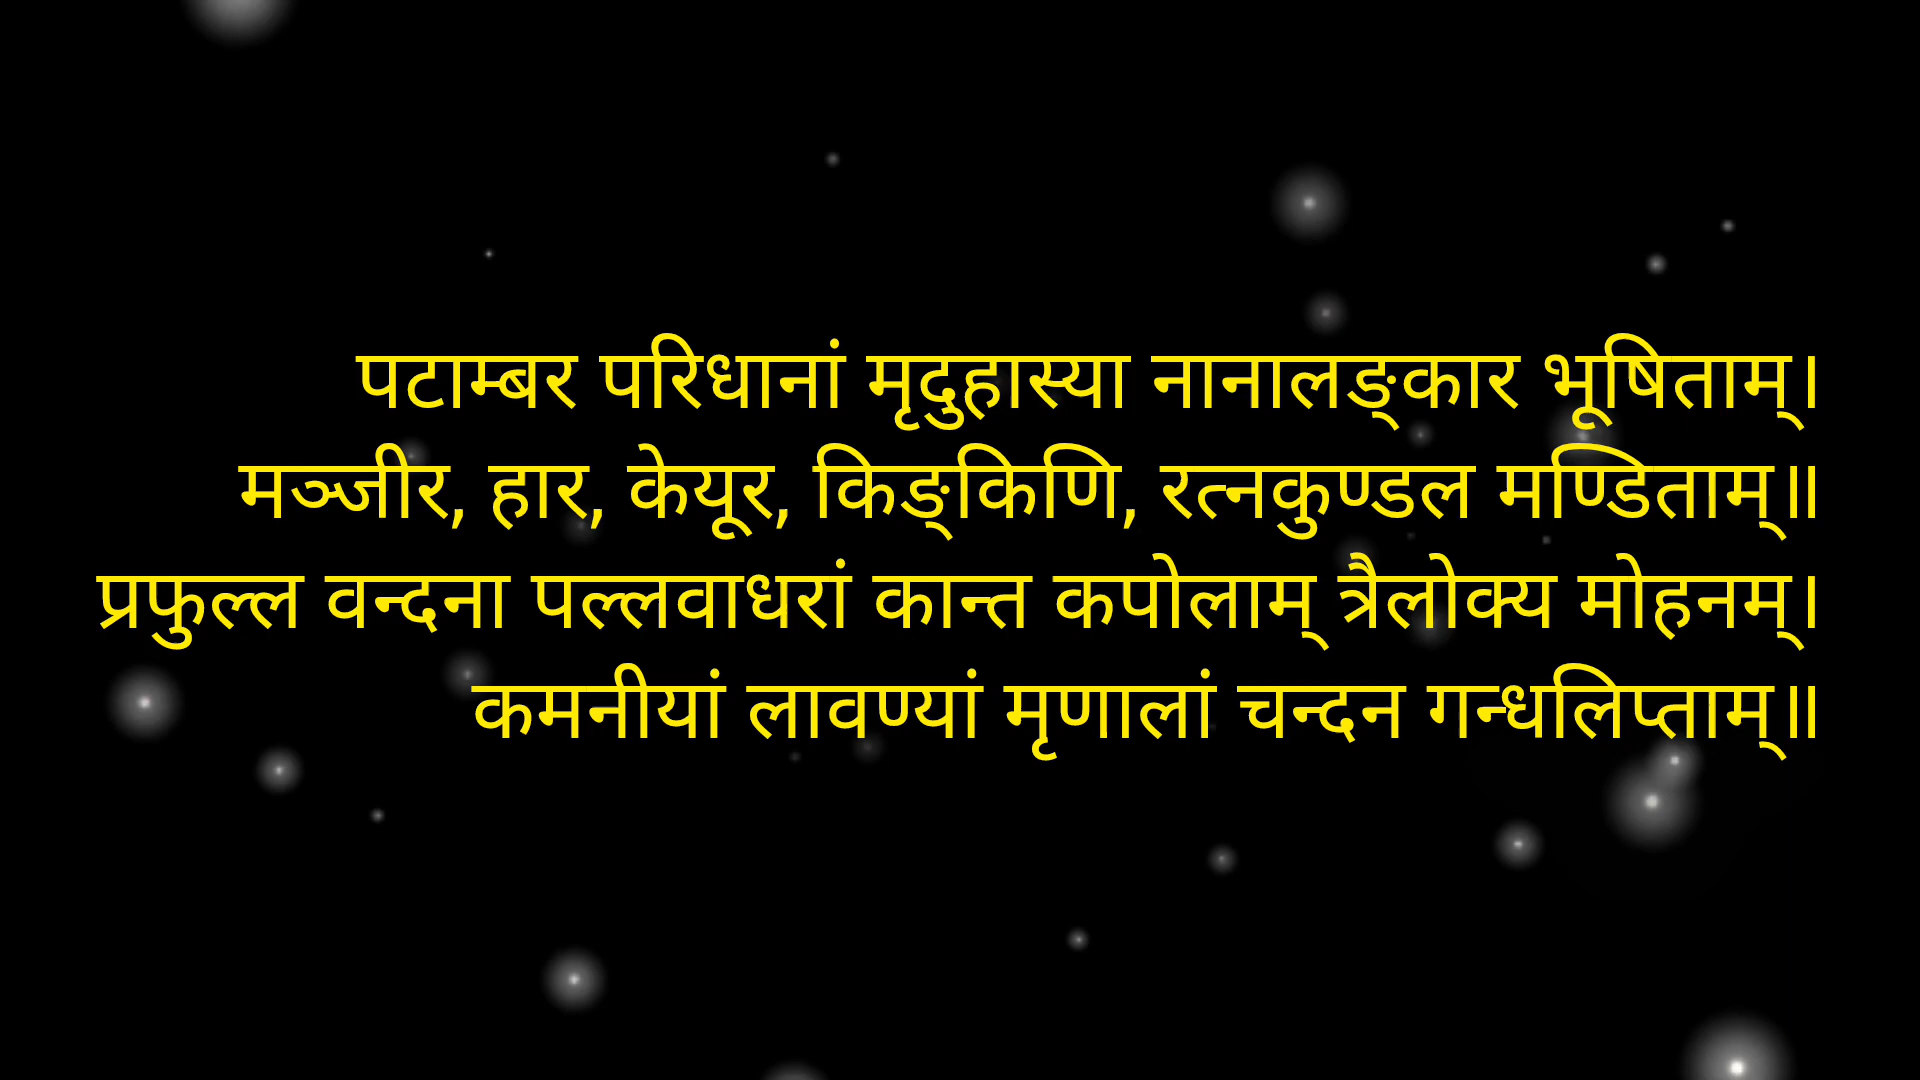 पटाम्बर परिधानां मृदुहास्या नानालङ्कार भूषिताम्।
मञ्जीर, हार, केयूर, किङ्किणि, रत्नकुण्डल मण्डिताम्॥
प्रफुल्ल वन्दना पल्लवाधरां कान्त कपोलाम् त्रैलोक्य मोहनम्।
कमनीयां लावण्यां मृणालां चन्दन गन्धलिप्ताम्॥